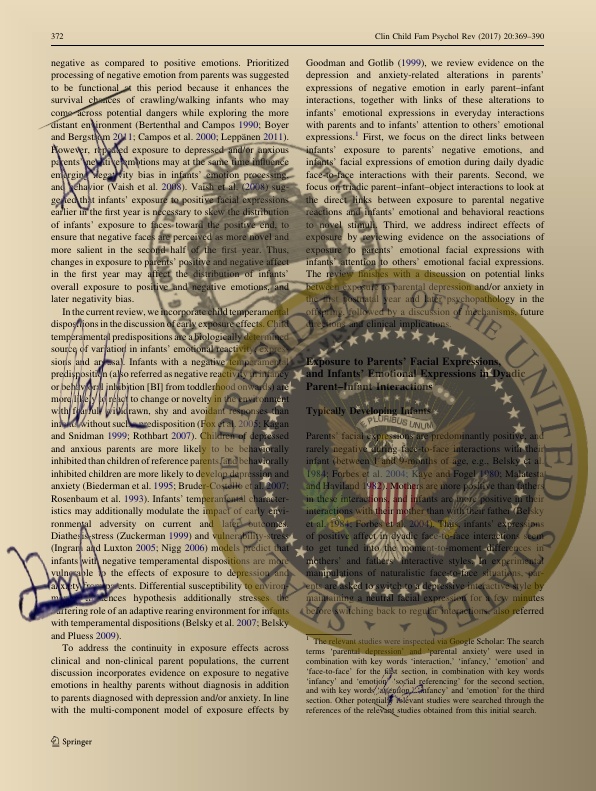 372
Clin Child Fam Psychol Rev (2017) 20:369–390
negative as compared to positive emotions. Prioritized
processing of negative emotion from parents was suggested
to be functional at this period because it enhances the
survival chances of crawling/walking infants who may
come across potential dangers while exploring the more
distant environment (Bertenthal and Campos 1990; Boyer
and Bergstrom 2011; Campos et al. 2000; Leppänen 2011).
However, repeated exposure to depressed and/or anxious
parents' negative emotions may at the same time influence
emerging negativity bias in infants' emotion processing
and behavior (Vaish et al. 2008). Vaish et al. (2008) sug-
gested that infants' exposure to positive facial expressions
earlier in the first year is necessary to skew the distribution
of infants' exposure to faces toward the positive end, to
ensure that negative faces are perceived as more novel and
more salient in the second half of the first year. Thus,
changes in exposure to parents' positive and negative affect
in the first year may affect the distribution of infants'
overall exposure to positive and negative emotions, and
later negativity bias.
In the current review, we incorporate child temperamental
dispositions in the discussion of early exposure effects. Child
temperamental predispositions are a biologically determined
source of variation in infants' emotional reactivity, expres-
sions and arousal. Infants with a negative temperamental
predisposition (also referred as negative reactivity in infancy
or behavioral inhibition [BI] from toddlerhood onwards) are
more likely to react to change or novelty in the environment
with fearful, withdrawn, shy and avoidant responses than
infants without such predisposition (Fox et al. 2005; Kagan
and Snidman 1999; Rothbart 2007). Children of depressed
and anxious parents are more likely to be behaviorally
inhibited than children of reference parents, and behaviorally
inhibited children are more likely to develop depression and
anxiety (Biederman et al. 1995; Bruder-Costello et al. 2007;
Rosenbaum et al. 1993). Infants' temperamental character-
istics may additionally modulate the impact of early envi-
ronmental adversity on current and later outcomes.
Diathesis-stress (Zuckerman 1999) and vulnerability-
(Ingram and Luxton 2005; Nigg 2006) models predict that
infants with negative temperamental dispositions are more
vulnerable to the effects of exposure to depression and
anxiety from parents. Differential susceptibility to environ-
mental influences hypothesis additionally stresses the
buffering role of an adaptive rearing environment for infants
with temperamental dispositions (Belsky et al. 2007; Belsky
and Pluess 2009).
To address the continuity in exposure effects across
clinical and non-clinical parent populations, the current
discussion incorporates evidence on exposure to negative
emotions in healthy parents without diagnosis in addition
to parents diagnosed with depression and/or anxiety. In line
with the multi-component model of exposure effects by
Goodman and Gotlib (1999), we review evidence on the
depression and anxiety-related alterations in parents'
expressions of negative emotion in early parent–infant
interactions, together with links of these alterations to
infants' emotional expressions in everyday interactions
with parents and to infants' attention to others' emotional
expressions.¹ First, we focus on the direct links between
infants' exposure to parents' negative emotions, and
infants' facial expressions of emotion during daily dyadic
face-to-face interactions with their parents. Second, we
focus on triadic parent–infant–object interactions to look at
the direct links between exposure to parental negative
reactions and infants' emotional and behavioral reactions
to novel stimuli. Third, we address indirect effects of
exposure by reviewing evidence on the associations of
exposure to parents' emotional facial expressions with
infants' attention to others' emotional facial expressions.
The review finishes with a discussion on potential links
between exposure to parental depression and/or anxiety in
the first postnatal year and the psychopathology in the
offspring, followed by a discussion of mechanisms, future
directions and clinical implications.
Exposure to Parents' Facial Expressions,
and Infants' Emotional Expressions in Dyadic
Parent–Infant Interactions
Typically Developing Infants
Parents' facial expressions are predominantly positive, and
rarely negative during face-to-face interactions with their
infant (between 1 and 9-months of age, e.g., Belsky et al.
1984; Forbes et al. 2004; Kaye and Fogel 1980; Malatesta
and Haviland 1982). Mothers are more positive than fathers
in these interactions, and infants are more positive in their
interactions with their mother than with their father (Belsky
et al. 1984; Forbes et al. 2004). Thus, infants' expressions
of positive affect in dyadic face-to-face interactions seem
to get tuned into the moment-to-moment differences in
mothers' and fathers' interactive styles. In experimental
manipulations of naturalistic face-to-face situations, par-
ents are asked to switch to a depressed interactive style by
maintaining a neutral facial expression for a few minutes
before switching back to regular interactions, also referred
¹ The relevant studies were inspected via Google Scholar: The search
terms 'parental depression' and 'parental anxiety' were used in
combination with key words 'interaction,' 'infancy,' 'emotion' and
'face-to-face' for the first section, in combination with key words
'infancy' and 'emotion' 'social referencing' for the second section,
and with key words 'attention,' 'infancy' and 'emotion' for the third
section. Other potentially relevant studies were searched through the
references of the relevant studies obtained from this initial search.
Springer
E PLURIBUS UNUM